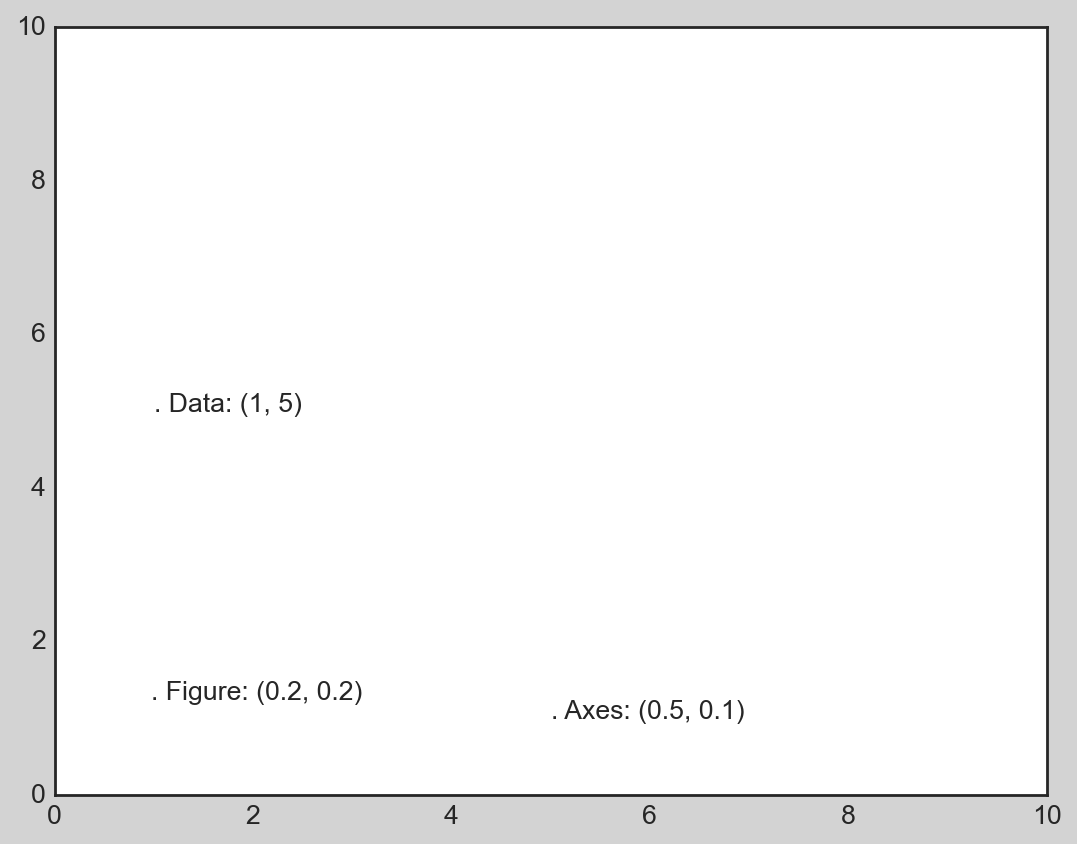 10
8
6
. Data: (1, 5)
4
2
. Figure: (0.2, 0.2)
. Axes: (0.5, 0.1)
0
0 2 4 6 8 10